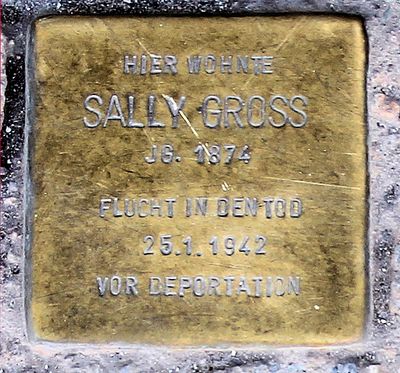 HIER WOHNTE
SALLY GROSS
JG. 1874
FLUCHT IN DEN TOD
25.1.1942
VOR DEPORTATION